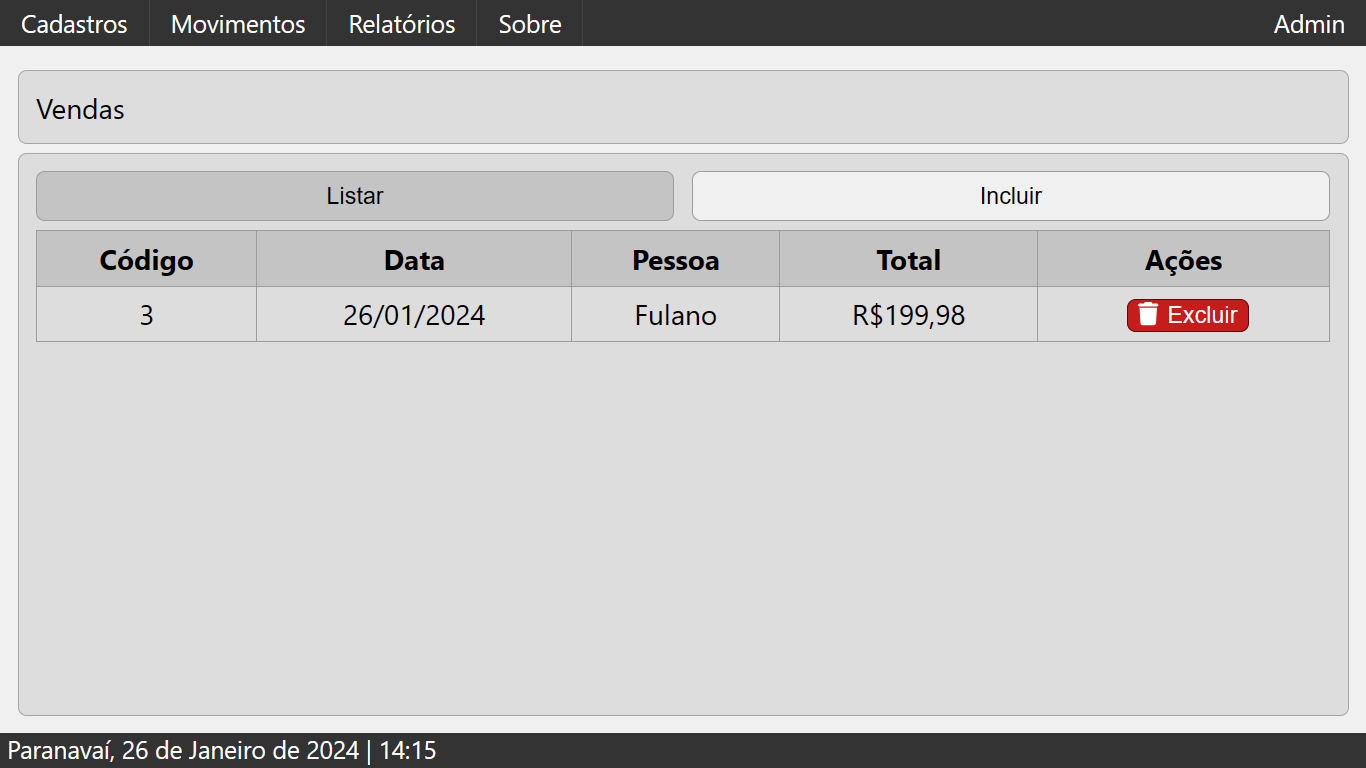 Cadastros Movimentos Relatórios Sobre Admin
Vendas
Listar Incluir
Código Data Pessoa Total Ações
3 26/01/2024 Fulano R$199,98 Excluir
Paranavaí, 26 de Janeiro de 2024 | 14:15